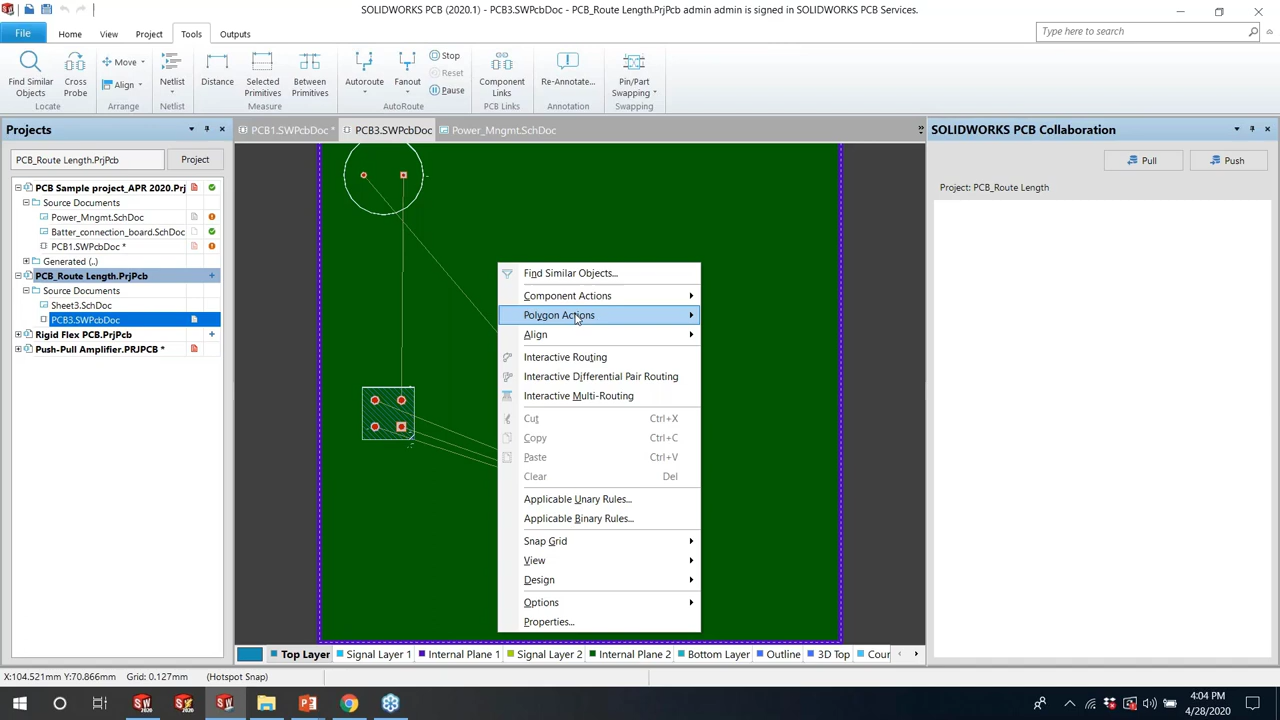 SOLIDWORKS PCB (2020.1) - PCB3.SWPcbDoc - PCB_Route Length.PrjPcb admin admin is signed in SOLIDWORKS PCB Services.
File
Home
View
Project
Tools
Outputs
Type here to search
Find Similar Objects
Cross Probe
Locate
Move
Align
Arrange
Netlist
Netlist
Distance
Selected Primitives
Between Primitives
Measure
Autoroute
Fanout
Stop
Reset
Pause
AutoRoute
Component Links
PCB Links
Re-Annotate...
Annotation
Pin/Part Swapping
Swapping
Projects
PCB_Route Length.PrjPcb
Project
PCB Sample project_APR 2020.Prj
Source Documents
Power_Mngmt.SchDoc
Batter_connection_board.SchDoc
PCB1.SWPcbDoc *
Generated (..)
PCB_Route Length.PrjPcb
Source Documents
Sheet3.SchDoc
PCB3.SWPcbDoc
Rigid Flex PCB.PrjPcb
Push-Pull Amplifier.PRJPCB *
PCB1.SWPcbDoc *
PCB3.SWPcbDoc
Power_Mngmt.SchDoc
Find Similar Objects...
Component Actions
Polygon Actions
Align
Interactive Routing
Interactive Differential Pair Routing
Interactive Multi-Routing
Cut Ctrl+X
Copy Ctrl+C
Paste Ctrl+V
Clear Del
Applicable Unary Rules...
Applicable Binary Rules...
Snap Grid
View
Design
Options
Properties...
Top Layer
Signal Layer 1
Internal Plane 1
Signal Layer 2
Internal Plane 2
Bottom Layer
Outline
3D Top
Cour
SOLIDWORKS PCB Collaboration
Pull
Push
Project: PCB_Route Length
X:104.521mm Y:70.866mm Grid: 0.127mm (Hotspot Snap)
4:04 PM
4/28/2020